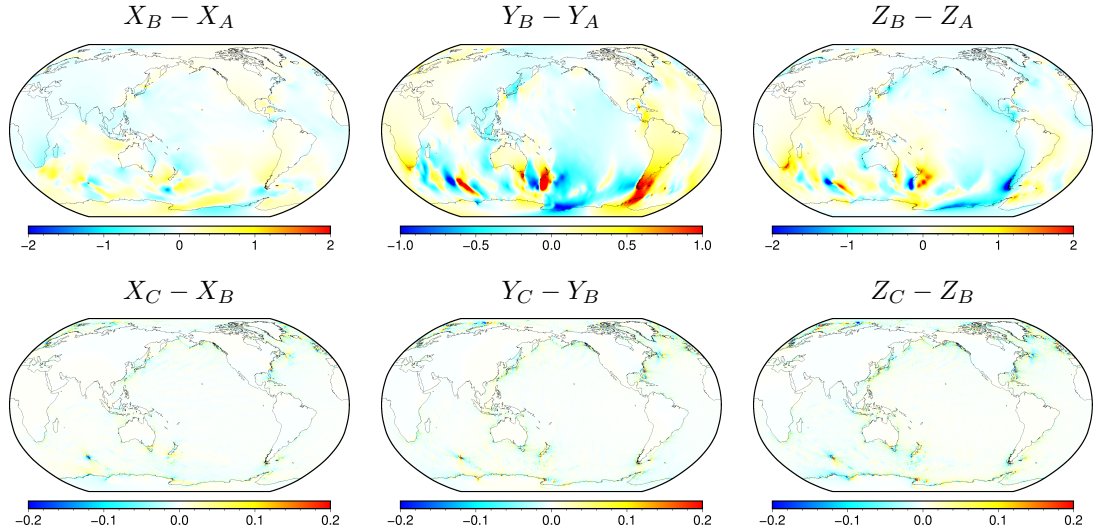 X_B − X_A Y_B − Y_A Z_B − Z_A
−2 −1 0 1 2 −1.0 −0.5 0.0 0.5 1.0 −2 −1 0 1 2
X_C − X_B Y_C − Y_B Z_C − Z_B
−0.2 −0.1 0.0 0.1 0.2 −0.2 −0.1 0.0 0.1 0.2 −0.2 −0.1 0.0 0.1 0.2